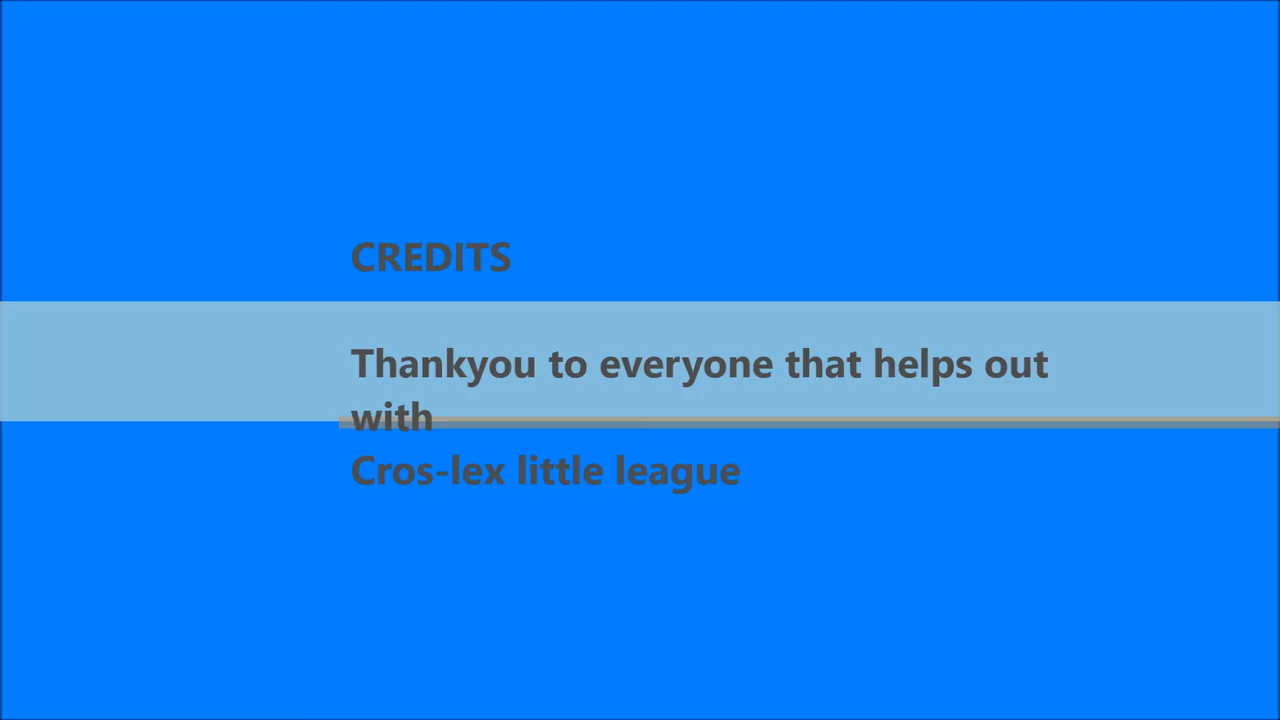 CREDITS
Thankyou to everyone that helps out
with
Cros-lex little league